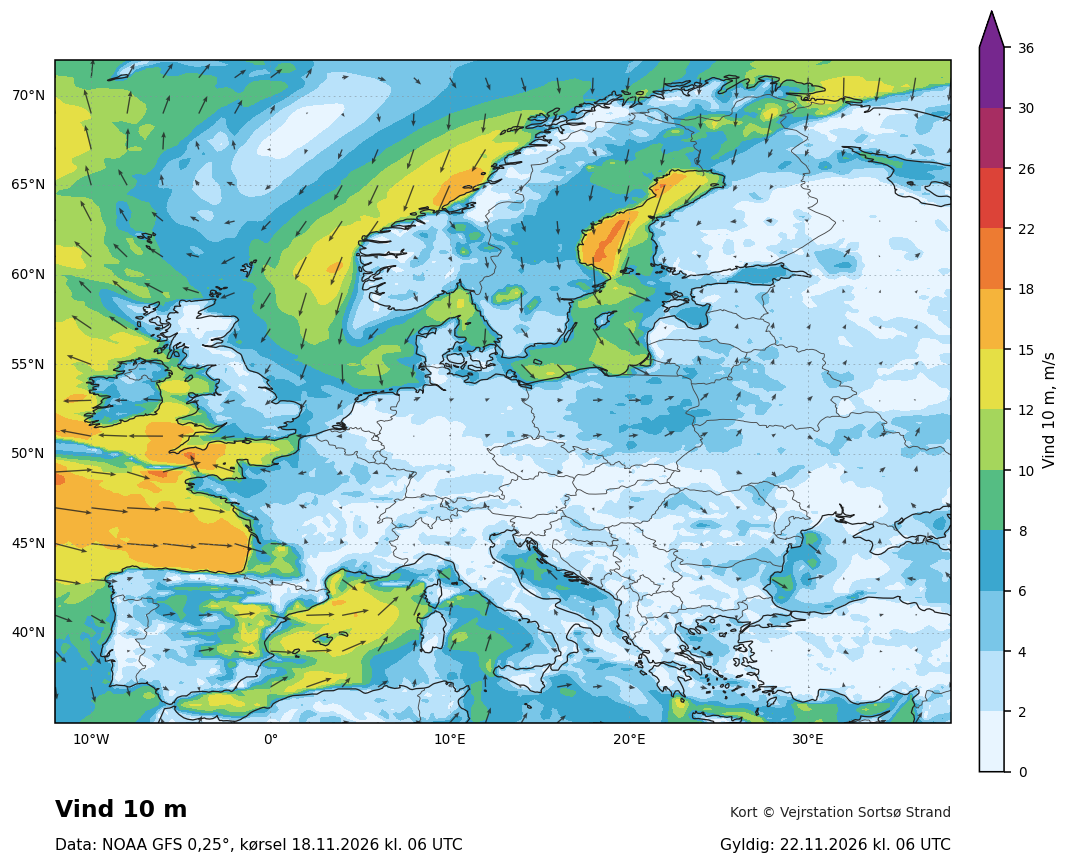 36
30
26
22
18
15
12
10
8
6
4
2
0
Vind 10 m, m/s
70°N
65°N
60°N
55°N
50°N
45°N
40°N
10°W
0°
10°E
20°E
30°E
Vind 10 m
Kort © Vejrstation Sortsø Strand
Data: NOAA GFS 0,25°, kørsel 18.11.2026 kl. 06 UTC
Gyldig: 22.11.2026 kl. 06 UTC